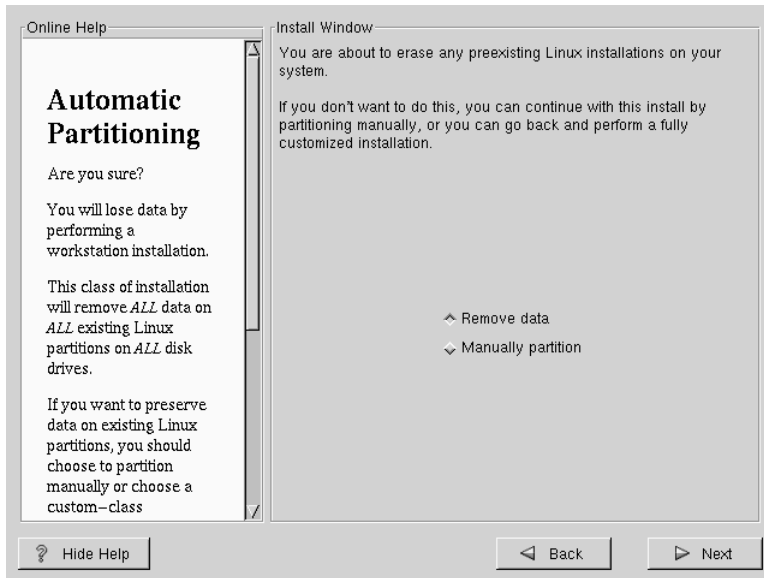 Online Help
Automatic
Partitioning
Are you sure?
You will lose data by
performing a
workstation installation.
This class of installation
will remove ALL data on
ALL existing Linux
partitions on ALL disk
drives.
If you want to preserve
data on existing Linux
partitions, you should
choose to partition
manually or choose a
custom-class
Install Window
You are about to erase any preexisting Linux installations on your
system.
If you don't want to do this, you can continue with this install by
partitioning manually, or you can go back and perform a fully
customized installation.
Remove data
Manually partition
Hide Help
Back
Next